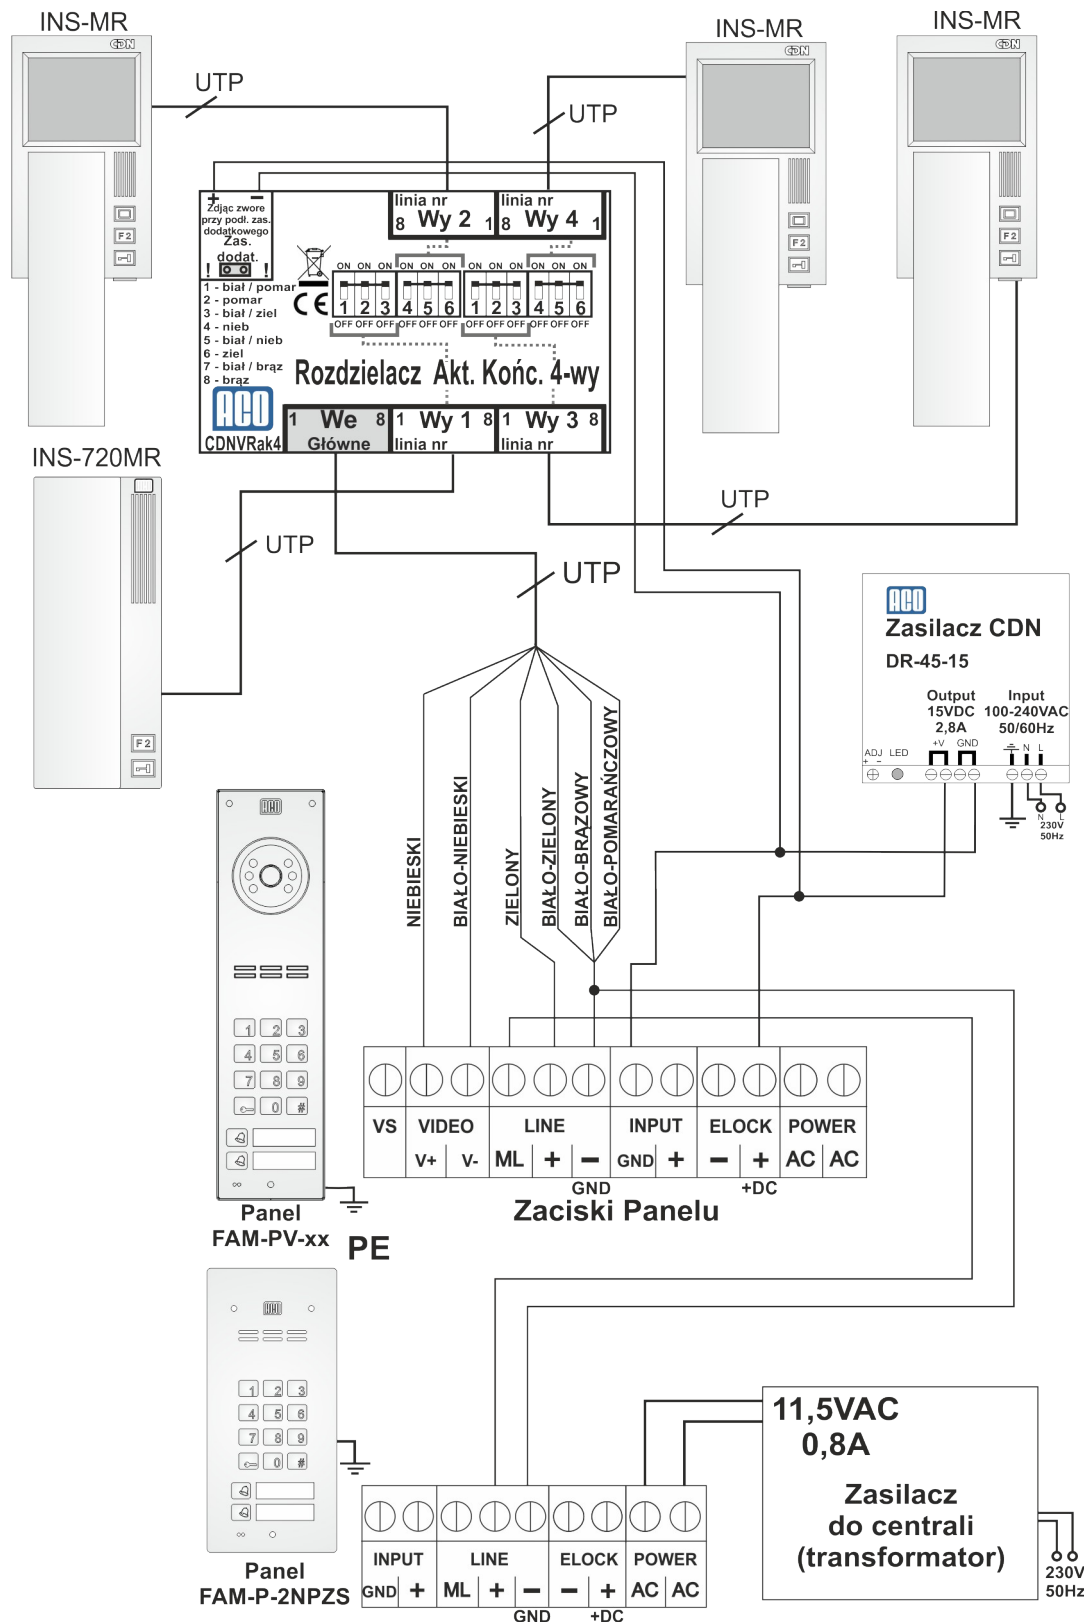 INS-MR
INS-MR
INS-MR
CDN
CDN
CDN
UTP
UTP
F2
F2
F2
+ −
Zdjąc zwore
przy podł. zas.
dodatkowego
Zas.
dodat.
! !
linia nr
8 Wy 2 1
linia nr
8 Wy 4 1
1 - biał / pomar
2 - pomar
3 - biał / ziel
4 - nieb
5 - biał / nieb
6 - ziel
7 - biał / brąz
8 - brąz
CE
ON ON ON ON ON ON ON ON ON ON ON ON
1 2 3 4 5 6 1 2 3 4 5 6
OFF OFF OFF OFF OFF OFF OFF OFF OFF OFF OFF OFF
Rozdzielacz Akt. Końc. 4-wy
ACO
CDNVRak4
1 We 8
Główne
1 Wy 1 8
linia nr
1 Wy 3 8
linia nr
INS-720MR
UTP
UTP
UTP
F2
ACO
Zasilacz CDN
DR-45-15
Output
15VDC
2,8A
Input
100-240VAC
50/60Hz
ADJ LED
+ −
+V GND
N L
N L
230V
50Hz
NIEBIESKI
BIAŁO-NIEBIESKI
ZIELONY
BIAŁO-ZIELONY
BIAŁO-BRĄZOWY
BIAŁO-POMARAŃCZOWY
ACO
1 2 3
4 5 6
7 8 9
0 #
VS VIDEO LINE INPUT ELOCK POWER
V+ V- ML + − GND + − + AC AC
GND +DC
Zaciski Panelu
Panel
FAM-PV-xx
PE
ACO
1 2 3
4 5 6
7 8 9
0 #
Panel
FAM-P-2NPZS
INPUT LINE ELOCK POWER
GND + ML + − − + AC AC
GND +DC
11,5VAC
0,8A
Zasilacz
do centrali
(transformator)
230V
50Hz